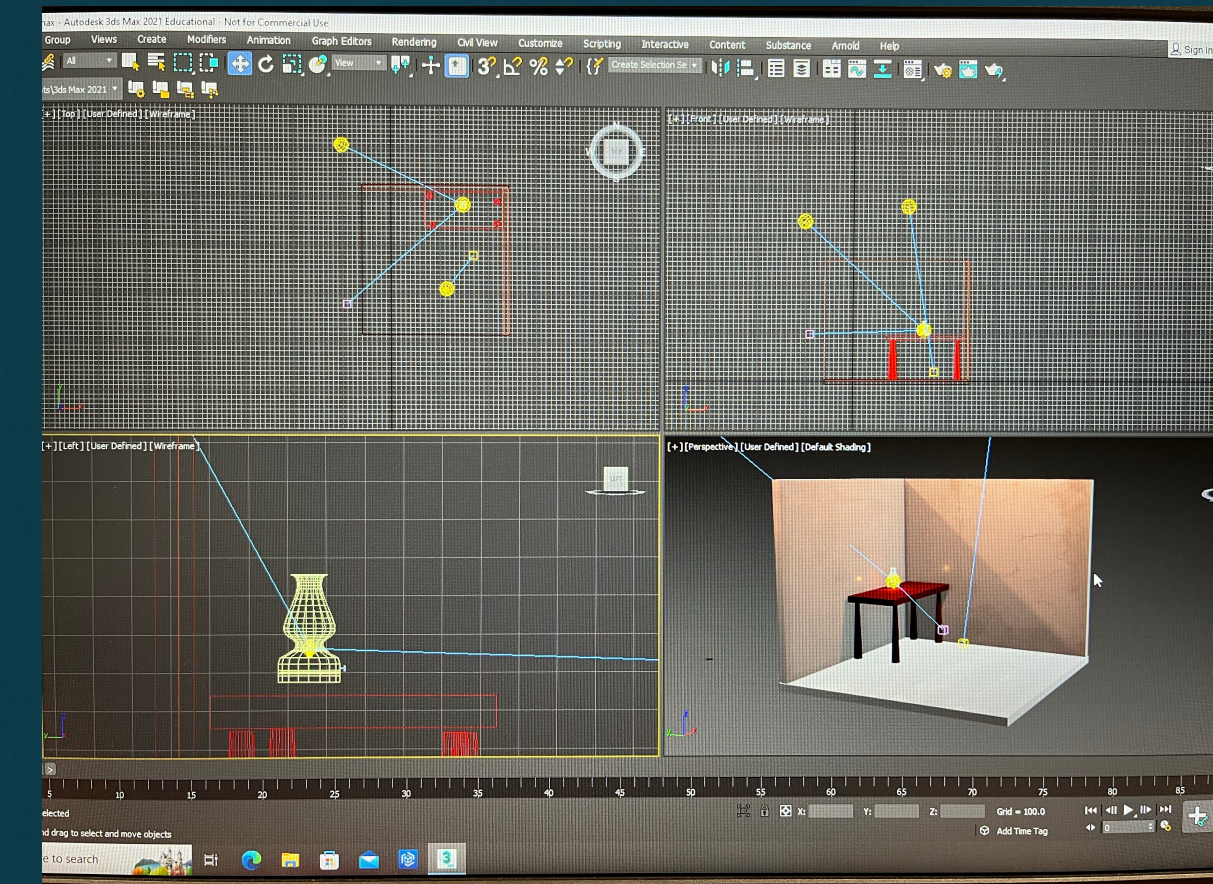 max - Autodesk 3ds Max 2021 Educational - Not for Commercial Use
Group Views Create Modifiers Animation Graph Editors Rendering Civil View Customize Scripting Interactive Content Substance Arnold Help
Sign In
All View Create Selection Se
ts\3ds Max 2021
[+] [Top] [User Defined] [Wireframe]
[+] [Front] [User Defined] [Wireframe]
[+] [Left] [User Defined] [Wireframe]
[+] [Perspective] [User Defined] [Default Shading]
5 10 15 20 25 30 35 40 45 50 55 60 65 70 75 80 85
elected
X: Y: Z: Grid = 100.0
nd drag to select and move objects
Add Time Tag
0
e to search
3